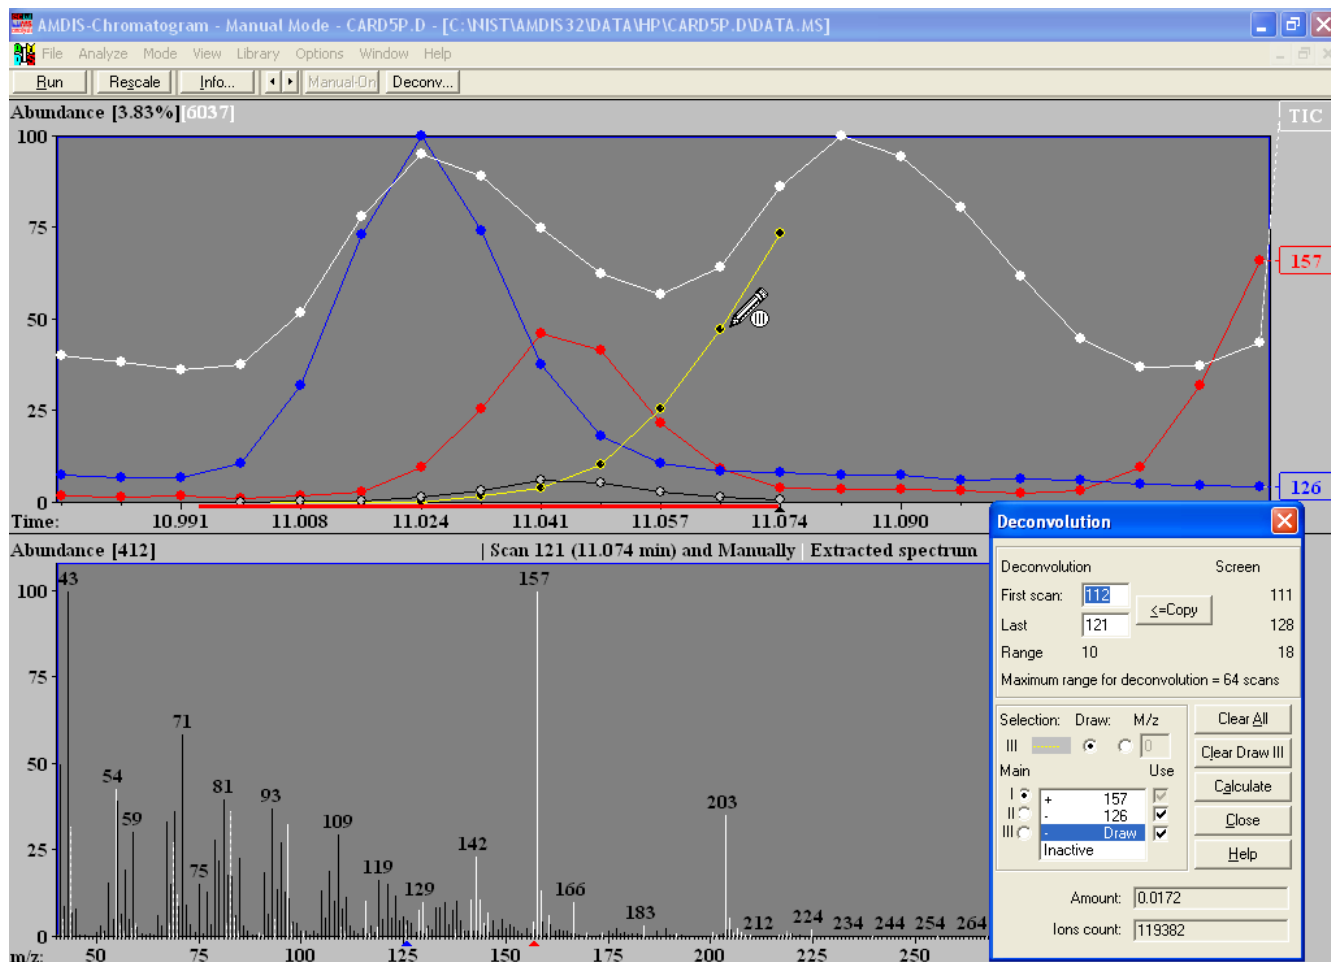 AMDIS-Chromatogram - Manual Mode - CARD5P.D - [C:\NIST\AMDIS32\DATA\HP\CARD5P.D\DATA.MS]
File Analyze Mode View Library Options Window Help
Run Rescale Info... Manual-On Deconv...
Abundance [3.83%][6037]
TIC
100
75
157
50
25
126
0
Time: 10.991 11.008 11.024 11.041 11.057 11.074 11.090
Abundance [412] | Scan 121 (11.074 min) and Manually | Extracted spectrum
100 43 157
75
71
50
54 81 93 203
59 109
25 142
75 119 129 166
183 212 224 234 244 254 264
0
m/z: 50 75 100 125 150 175 200 225 250
Deconvolution
Deconvolution Screen
First scan: 112 <=Copy 111
Last 121 128
Range 10 18
Maximum range for deconvolution = 64 scans
Selection: Draw: M/z
III 0
Main Use
I + 157
II - 126
III - Draw
Inactive
Clear All
Clear Draw III
Calculate
Close
Help
Amount: 0.0172
Ions count: 119382